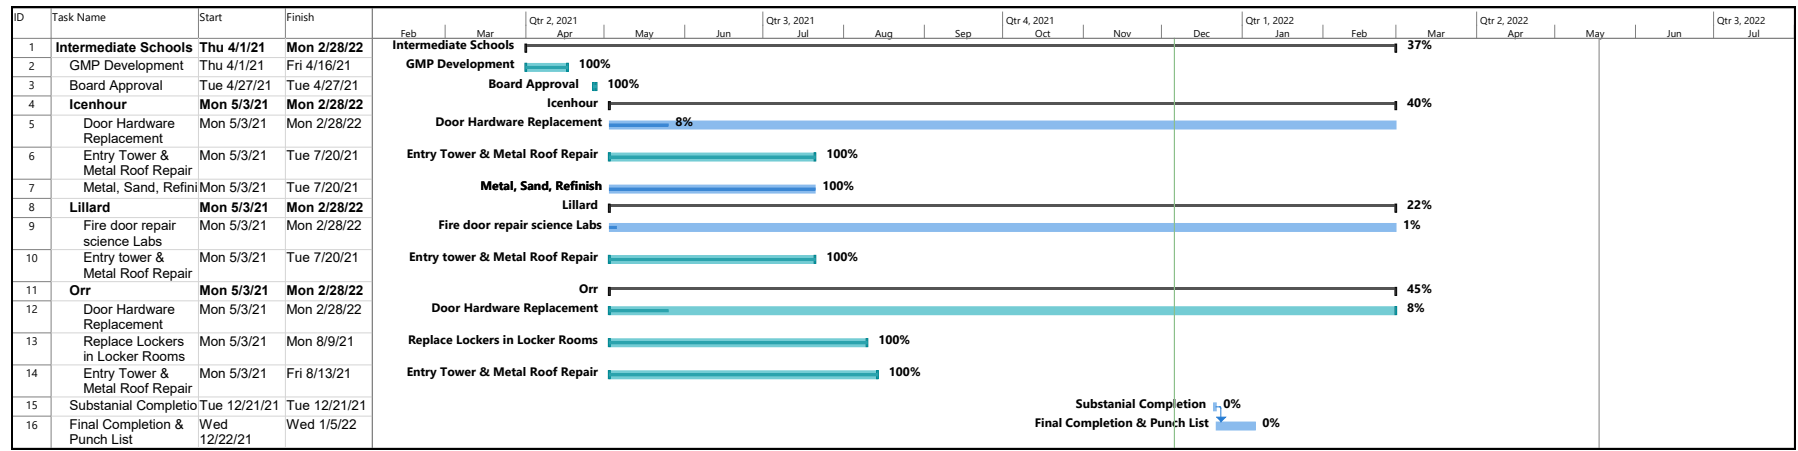 ID Task Name Start Finish Qtr 2, 2021 Qtr 3, 2021 Qtr 4, 2021 Qtr 1, 2022 Qtr 2, 2022 Qtr 3, 2022
Feb Mar Apr May Jun Jul Aug Sep Oct Nov Dec Jan Feb Mar Apr May Jun Jul
1 Intermediate Schools Thu 4/1/21 Mon 2/28/22 Intermediate Schools 37%
2 GMP Development Thu 4/1/21 Fri 4/16/21 GMP Development 100%
3 Board Approval Tue 4/27/21 Tue 4/27/21 Board Approval 100%
4 Icenhour Mon 5/3/21 Mon 2/28/22 Icenhour 40%
5 Door Hardware Mon 5/3/21 Mon 2/28/22 Door Hardware Replacement 8%
Replacement
6 Entry Tower & Mon 5/3/21 Tue 7/20/21 Entry Tower & Metal Roof Repair 100%
Metal Roof Repair
7 Metal, Sand, Refini Mon 5/3/21 Tue 7/20/21 Metal, Sand, Refinish 100%
8 Lillard Mon 5/3/21 Mon 2/28/22 Lillard 22%
9 Fire door repair Mon 5/3/21 Mon 2/28/22 Fire door repair science Labs 1%
science Labs
10 Entry tower & Mon 5/3/21 Tue 7/20/21 Entry tower & Metal Roof Repair 100%
Metal Roof Repair
11 Orr Mon 5/3/21 Mon 2/28/22 Orr 45%
12 Door Hardware Mon 5/3/21 Mon 2/28/22 Door Hardware Replacement 8%
Replacement
13 Replace Lockers Mon 5/3/21 Mon 8/9/21 Replace Lockers in Locker Rooms 100%
in Locker Rooms
14 Entry Tower & Mon 5/3/21 Fri 8/13/21 Entry Tower & Metal Roof Repair 100%
Metal Roof Repair
15 Substanial Completio Tue 12/21/21 Tue 12/21/21 Substanial Completion 0%
16 Final Completion & Wed Wed 1/5/22 Final Completion & Punch List 0%
Punch List 12/22/21